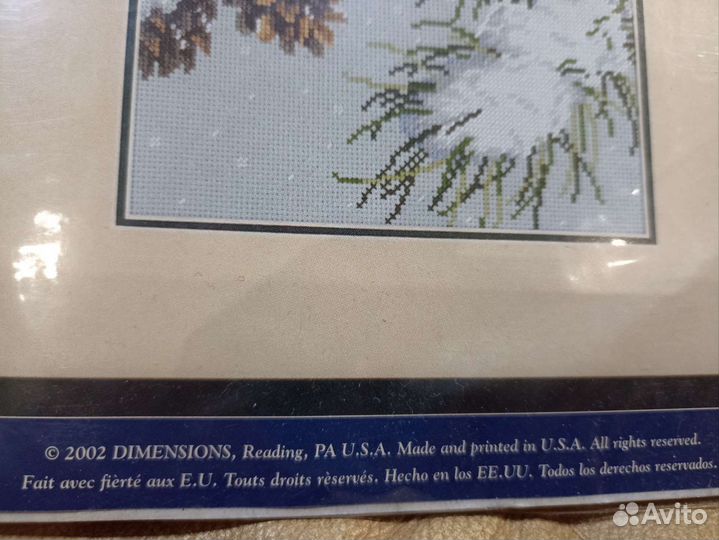 © 2002 DIMENSIONS, Reading, PA U.S.A. Made and printed in U.S.A. All rights reserved.
Fait avec fièrté aux E.U. Touts droits rèservés. Hecho en los EE.UU. Todos los derechos reservados.
Avito